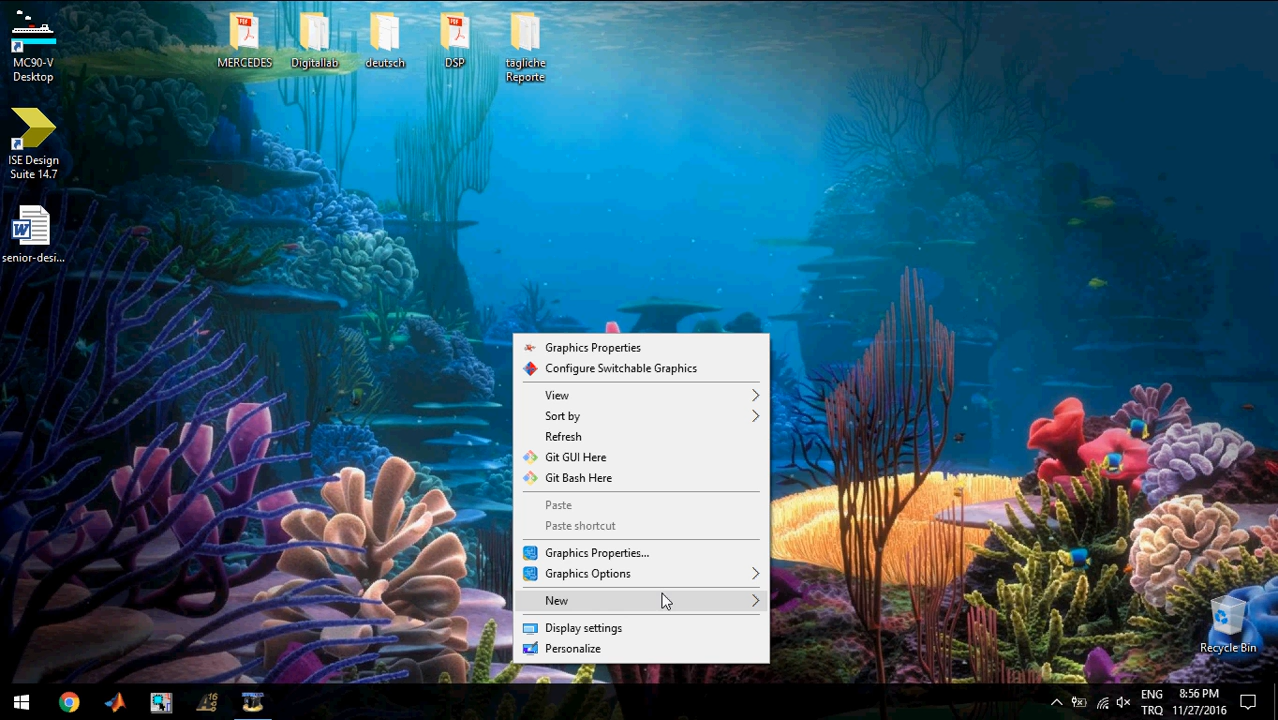 MC90-V
Desktop
MERCEDES
Digitallab
deutsch
DSP
tägliche
Reporte
ISE Design
Suite 14.7
senior-desi...
Graphics Properties
Configure Switchable Graphics
View
Sort by
Refresh
Git GUI Here
Git Bash Here
Paste
Paste shortcut
Graphics Properties...
Graphics Options
New
Display settings
Personalize
Recycle Bin
16
ENG
TRQ
8:56 PM
11/27/2016